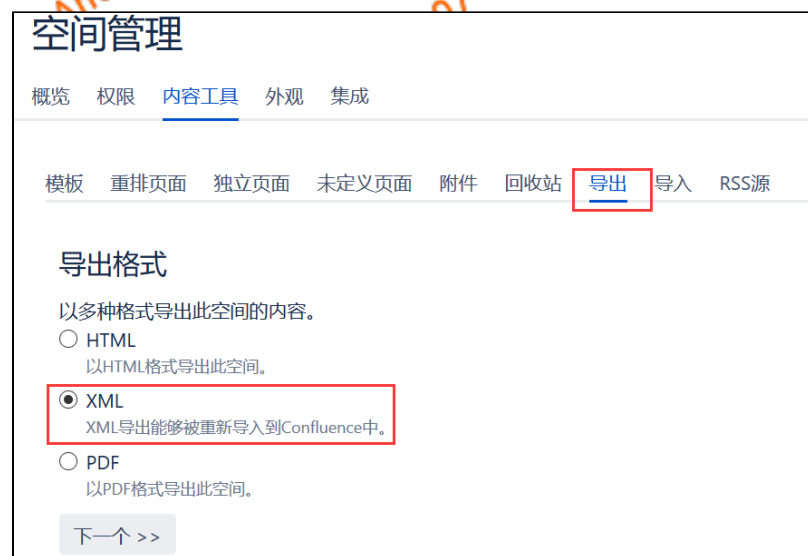 空间管理
概览 权限 内容工具 外观 集成
模板 重排页面 独立页面 未定义页面 附件 回收站 导出 导入 RSS源
导出格式
以多种格式导出此空间的内容。
HTML
以HTML格式导出此空间。
XML
XML导出能够被重新导入到Confluence中。
PDF
以PDF格式导出此空间。
下一个 >>